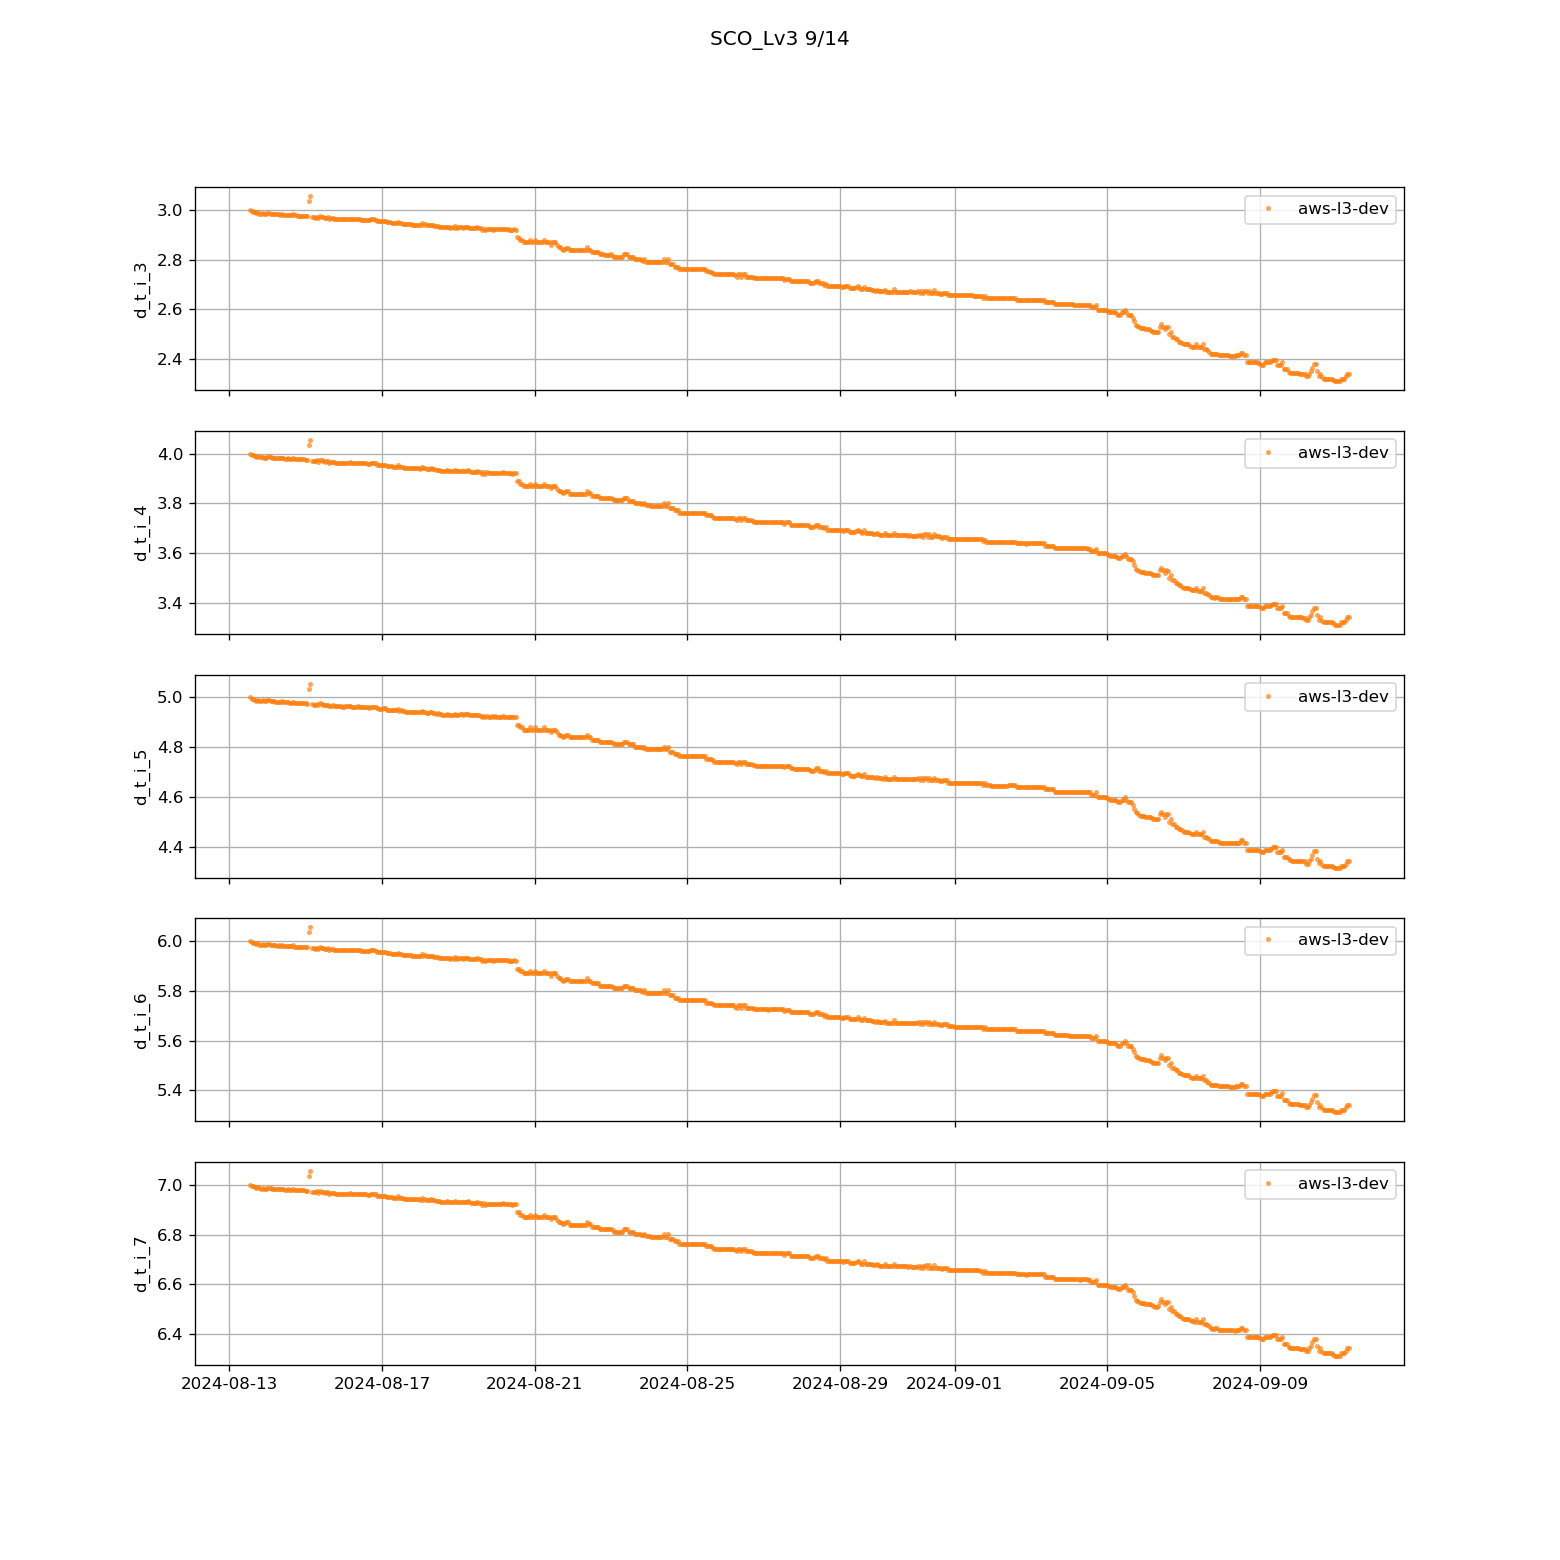 SCO_Lv3 9/14
aws-l3-dev
3.0
2.8
2.6
2.4
d_t_i_3
aws-l3-dev
4.0
3.8
3.6
3.4
d_t_i_4
aws-l3-dev
5.0
4.8
4.6
4.4
d_t_i_5
aws-l3-dev
6.0
5.8
5.6
5.4
d_t_i_6
aws-l3-dev
7.0
6.8
6.6
6.4
d_t_i_7
2024-08-13 2024-08-17 2024-08-21 2024-08-25 2024-08-29 2024-09-01 2024-09-05 2024-09-09